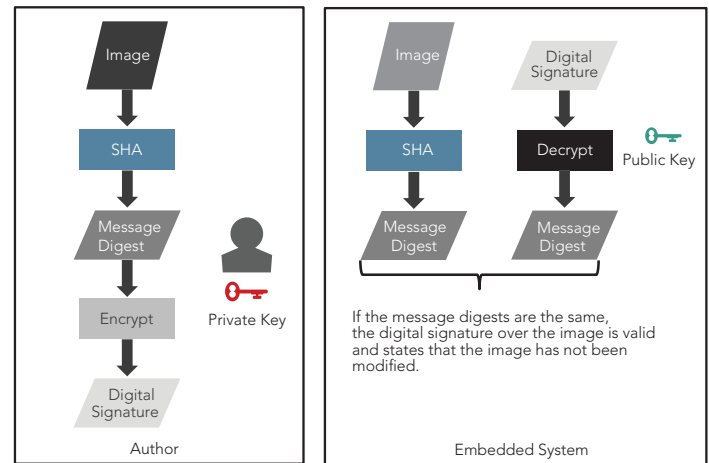 Image
SHA
Message
Digest
Encrypt
Private Key
Digital
Signature
Author
Image
Digital
Signature
SHA
Decrypt
Public Key
Message
Digest
Message
Digest
If the message digests are the same,
the digital signature over the image is valid
and states that the image has not been
modified.
Embedded System